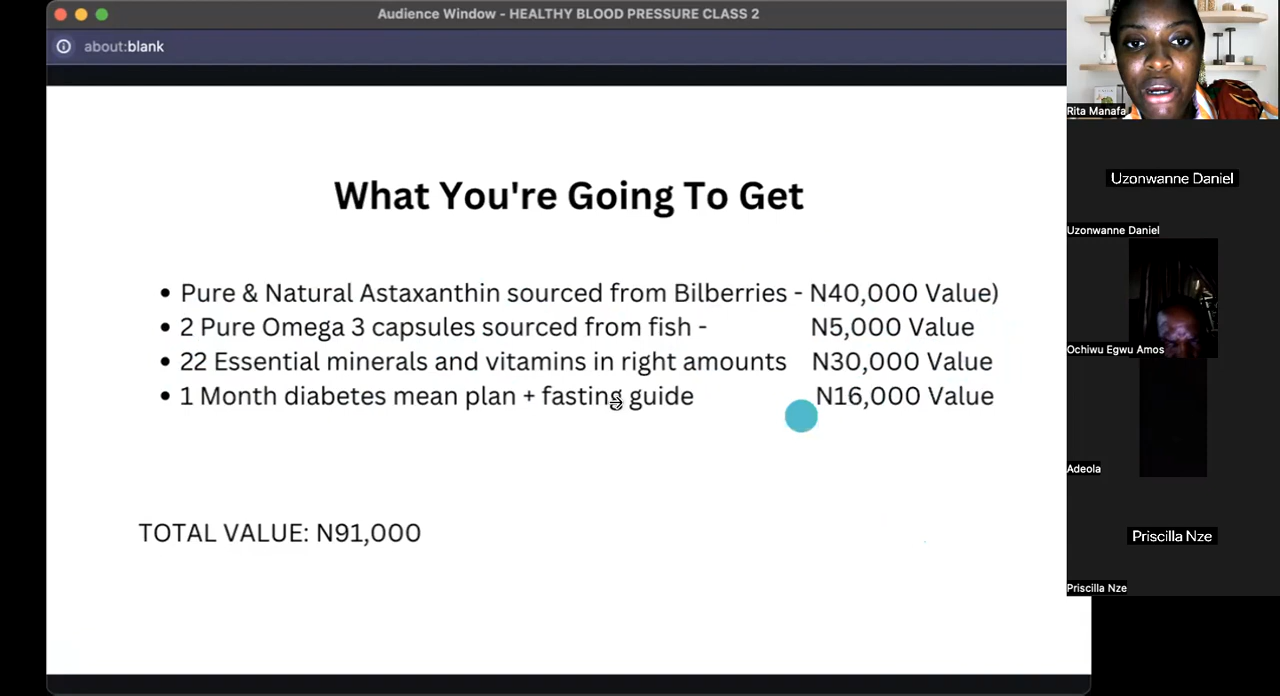 Audience Window - HEALTHY BLOOD PRESSURE CLASS 2
about:blank
What You're Going To Get
• Pure & Natural Astaxanthin sourced from Bilberries - N40,000 Value)
• 2 Pure Omega 3 capsules sourced from fish - N5,000 Value
• 22 Essential minerals and vitamins in right amounts N30,000 Value
• 1 Month diabetes mean plan + fasting guide N16,000 Value
TOTAL VALUE: N91,000
Rita Manafa
Uzonwanne Daniel
Uzonwanne Daniel
Ochiwu Egwu Amos
Adeola
Priscilla Nze
Priscilla Nze